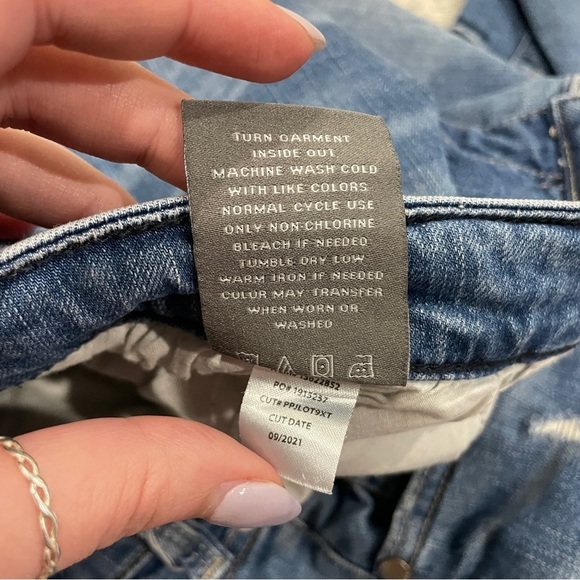 TURN GARMENT
INSIDE OUT
MACHINE WASH COLD
WITH LIKE COLORS
NORMAL CYCLE USE
ONLY NON-CHLORINE
BLEACH IF NEEDED
TUMBLE DRY LOW
WARM IRON IF NEEDED
COLOR MAY TRANSFER
WHEN WORN OR
WASHED
PO# 1915237
CUT# PPJLOT9XT
CUT DATE
09/2021